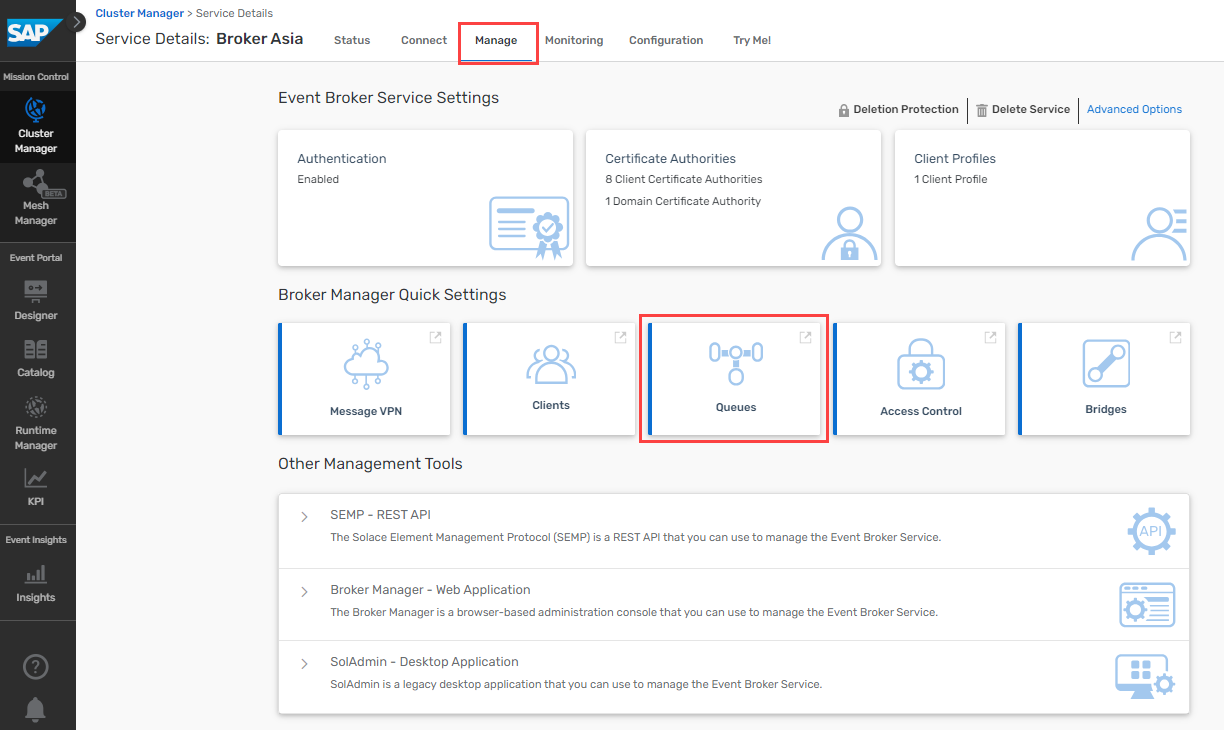 SAP
Cluster Manager > Service Details
Service Details: Broker Asia
Status
Connect
Manage
Monitoring
Configuration
Try Me!
Mission Control
Cluster
Manager
BETA
Mesh
Manager
Event Portal
Designer
Catalog
Runtime
Manager
KPI
Event Insights
Insights
?
Event Broker Service Settings
Deletion Protection
Delete Service
Advanced Options
Authentication
Enabled
Certificate Authorities
8 Client Certificate Authorities
1 Domain Certificate Authority
Client Profiles
1 Client Profile
Broker Manager Quick Settings
Message VPN
Clients
Queues
Access Control
Bridges
Other Management Tools
SEMP - REST API
The Solace Element Management Protocol (SEMP) is a REST API that you can use to manage the Event Broker Service.
API
Broker Manager - Web Application
The Broker Manager is a browser-based administration console that you can use to manage the Event Broker Service.
SolAdmin - Desktop Application
SolAdmin is a legacy desktop application that you can use to manage the Event Broker Service.